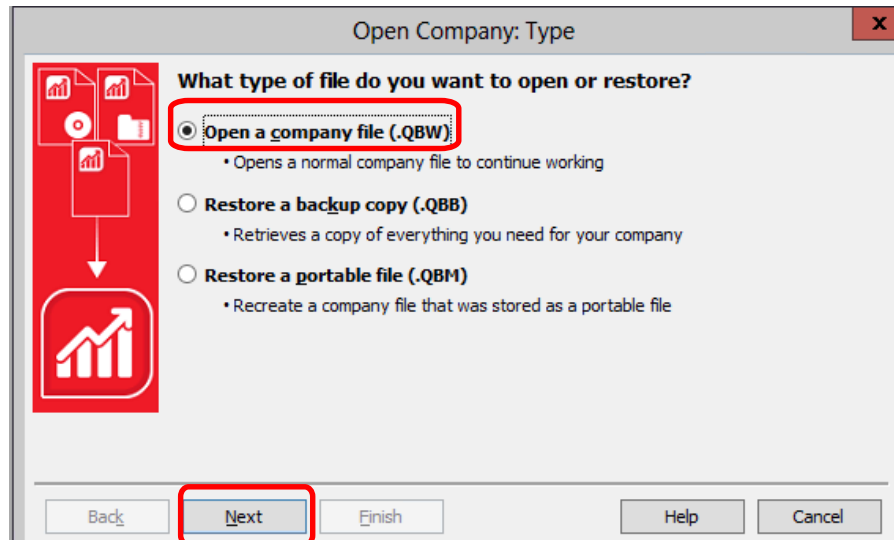 Open Company: Type
x
What type of file do you want to open or restore?
Open a company file (.QBW)
• Opens a normal company file to continue working
Restore a backup copy (.QBB)
• Retrieves a copy of everything you need for your company
Restore a portable file (.QBM)
• Recreate a company file that was stored as a portable file
Back Next Finish Help Cancel